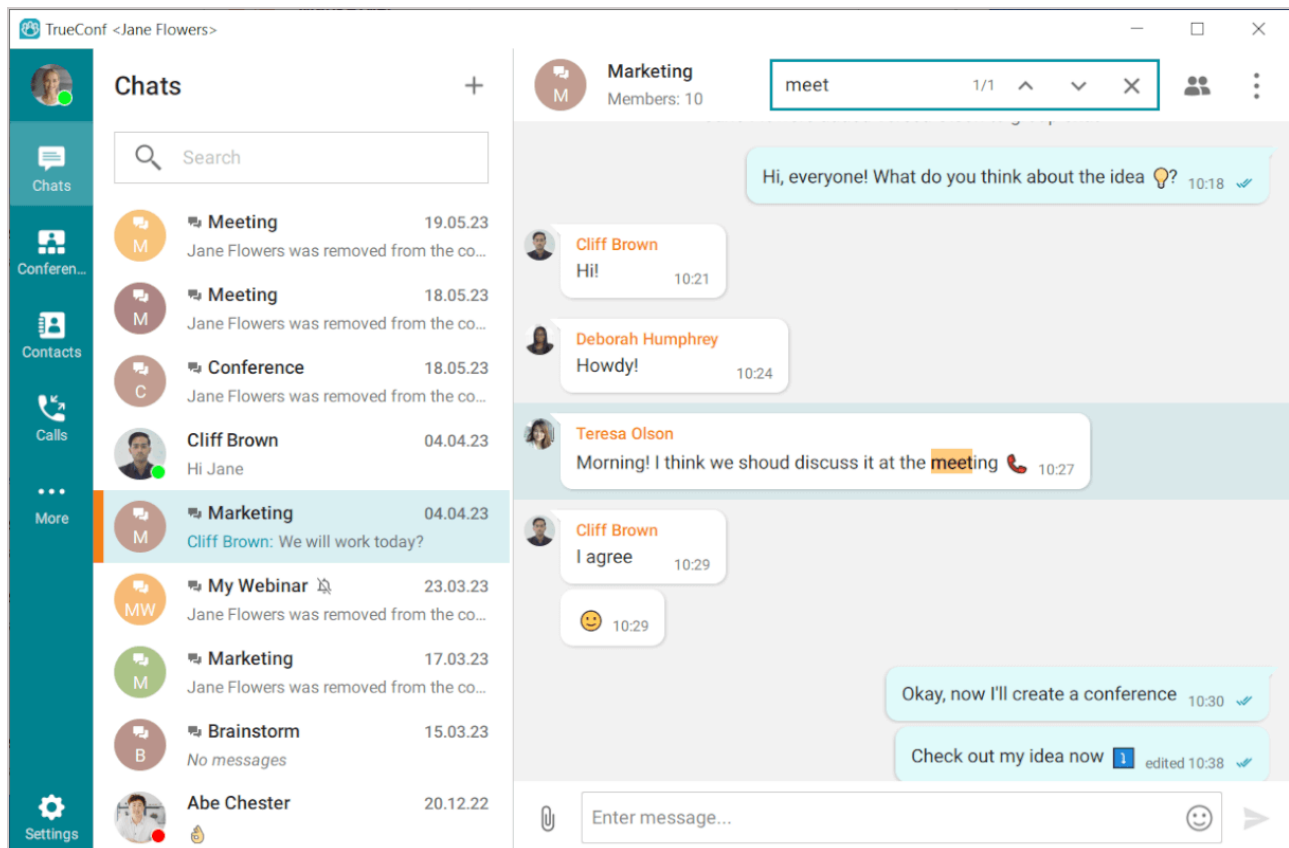 TrueConf <Jane Flowers>
Chats
Conferen...
Contacts
Calls
More
Settings
Chats
Search
Meeting 19.05.23
Jane Flowers was removed from the co...
Meeting 18.05.23
Jane Flowers was removed from the co...
Conference 18.05.23
Jane Flowers was removed from the co...
Cliff Brown 04.04.23
Hi Jane
Marketing 04.04.23
Cliff Brown: We will work today?
My Webinar 23.03.23
Jane Flowers was removed from the co...
Marketing 17.03.23
Jane Flowers was removed from the co...
Brainstorm 15.03.23
No messages
Abe Chester 20.12.22
👌
M
M
C
M
MW
M
B
M
Marketing
Members: 10
meet 1/1
Hi, everyone! What do you think about the idea 💡? 10:18
Cliff Brown
Hi! 10:21
Deborah Humphrey
Howdy! 10:24
Teresa Olson
Morning! I think we shoud discuss it at the meeting 📞 10:27
Cliff Brown
I agree 10:29
🙂 10:29
Okay, now I'll create a conference 10:30
Check out my idea now ⤵ edited 10:38
Enter message...